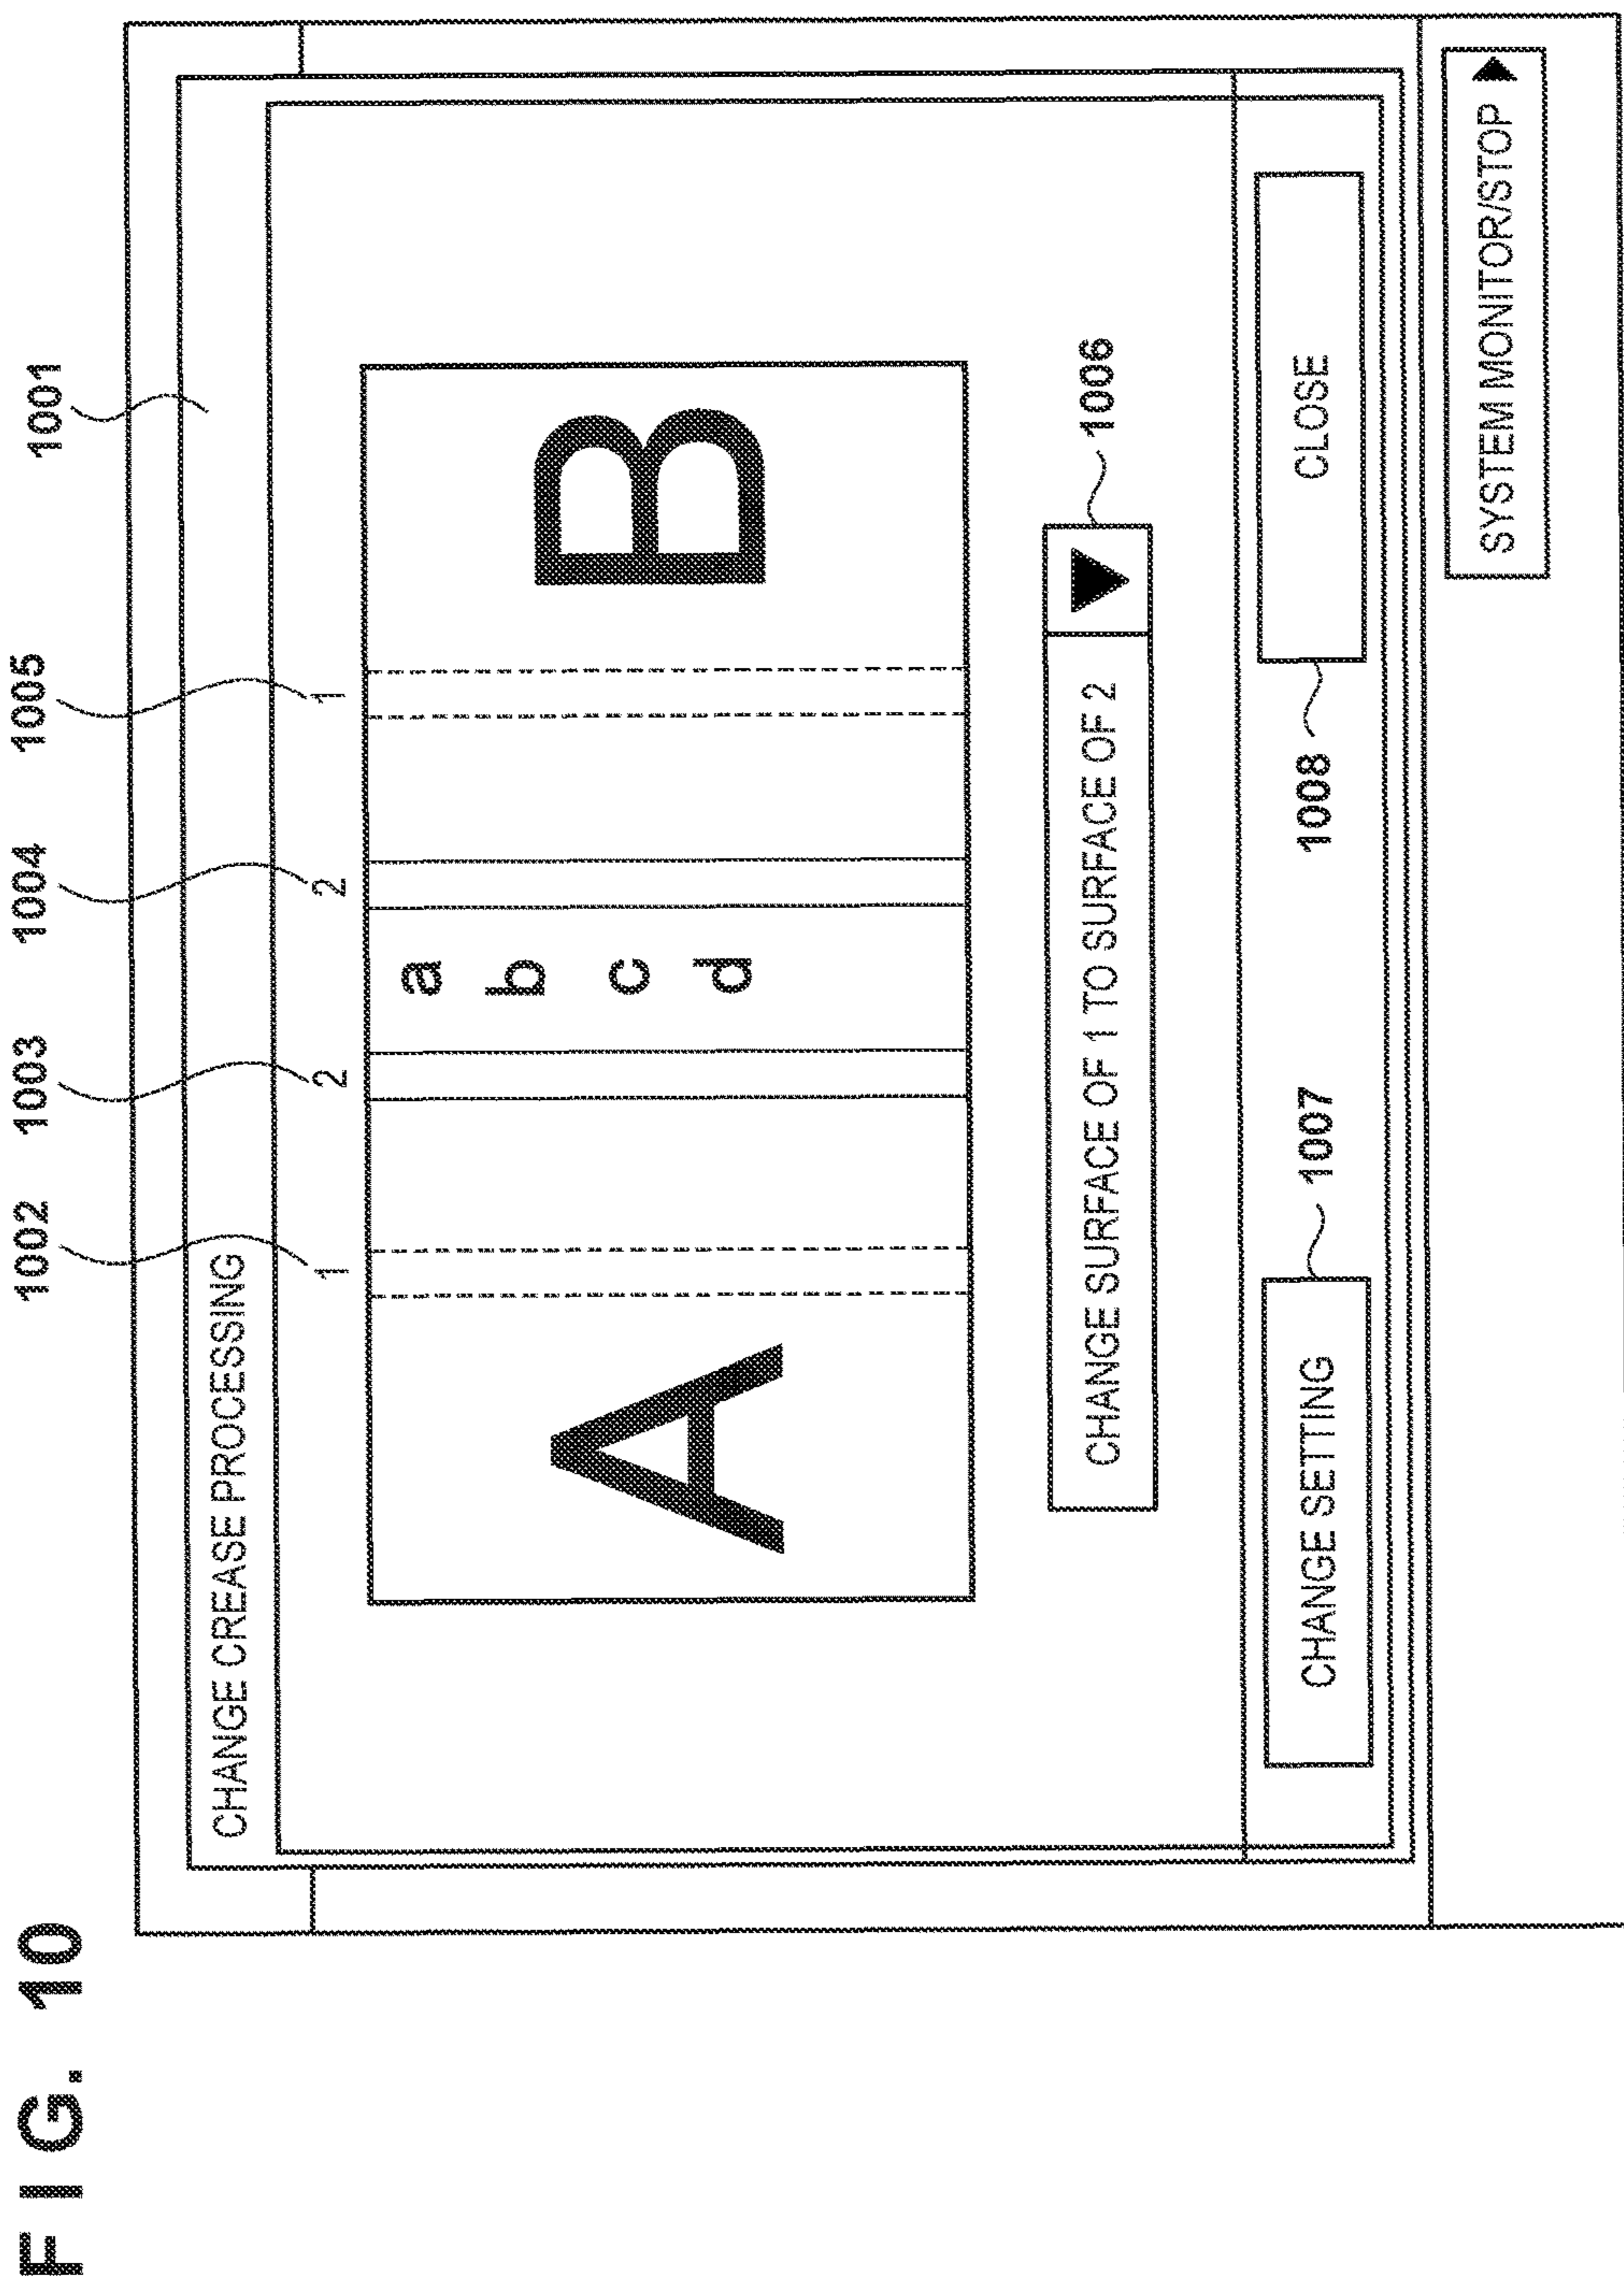 FIG. 10
1002 1003 1004 1005 1001
CHANGE CREASE PROCESSING
1 2 2 1
A
a
b
c
d
B
CHANGE SURFACE OF 1 TO SURFACE OF 2
1006
CHANGE SETTING
1007
1008
CLOSE
SYSTEM MONITOR/STOP